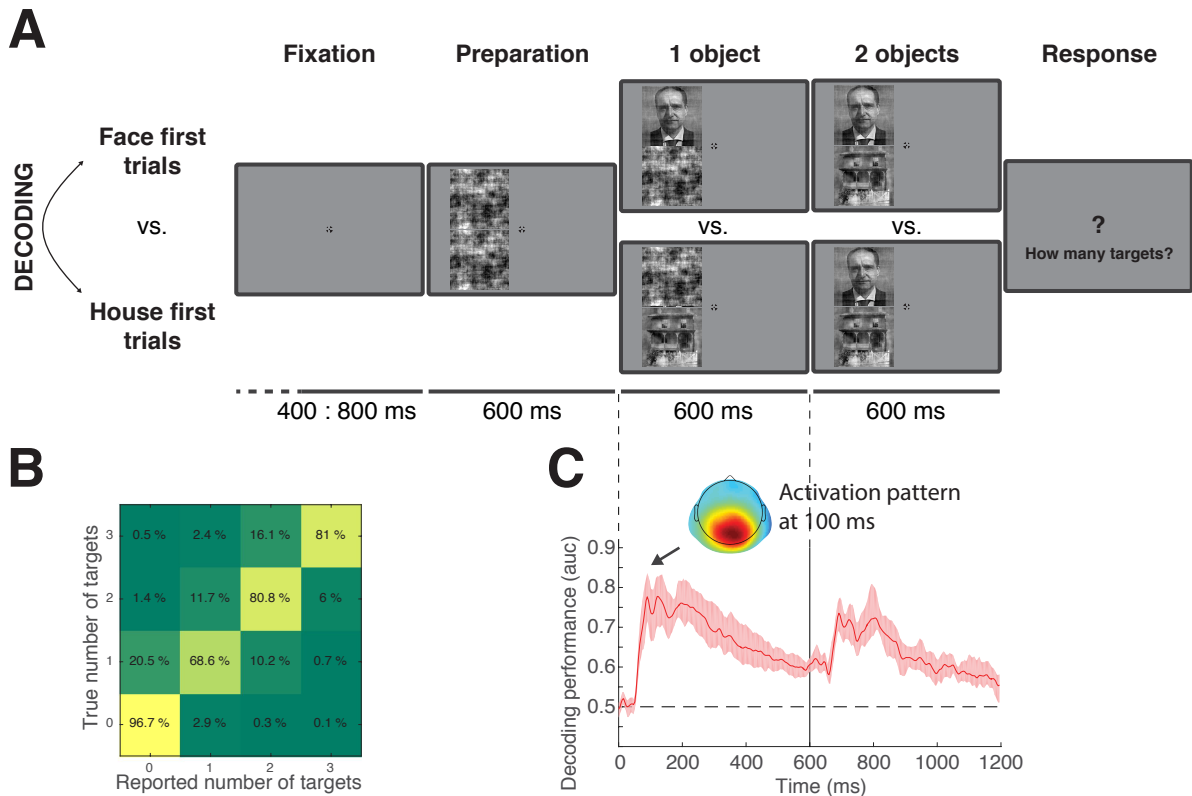 A
Fixation
Preparation
1 object
2 objects
Response
DECODING
Face first
trials
vs.
House first
trials
vs.
vs.
?
How many targets?
400 : 800 ms
600 ms
600 ms
600 ms
B
True number of targets
3
0.5 %
2.4 %
16.1 %
81 %
2
1.4 %
11.7 %
80.8 %
6 %
1
20.5 %
68.6 %
10.2 %
0.7 %
0
96.7 %
2.9 %
0.3 %
0.1 %
0
1
2
3
Reported number of targets
C
Activation pattern
at 100 ms
Decoding performance (auc)
0.9
0.8
0.7
0.6
0.5
0
200
400
600
800
1000
1200
Time (ms)